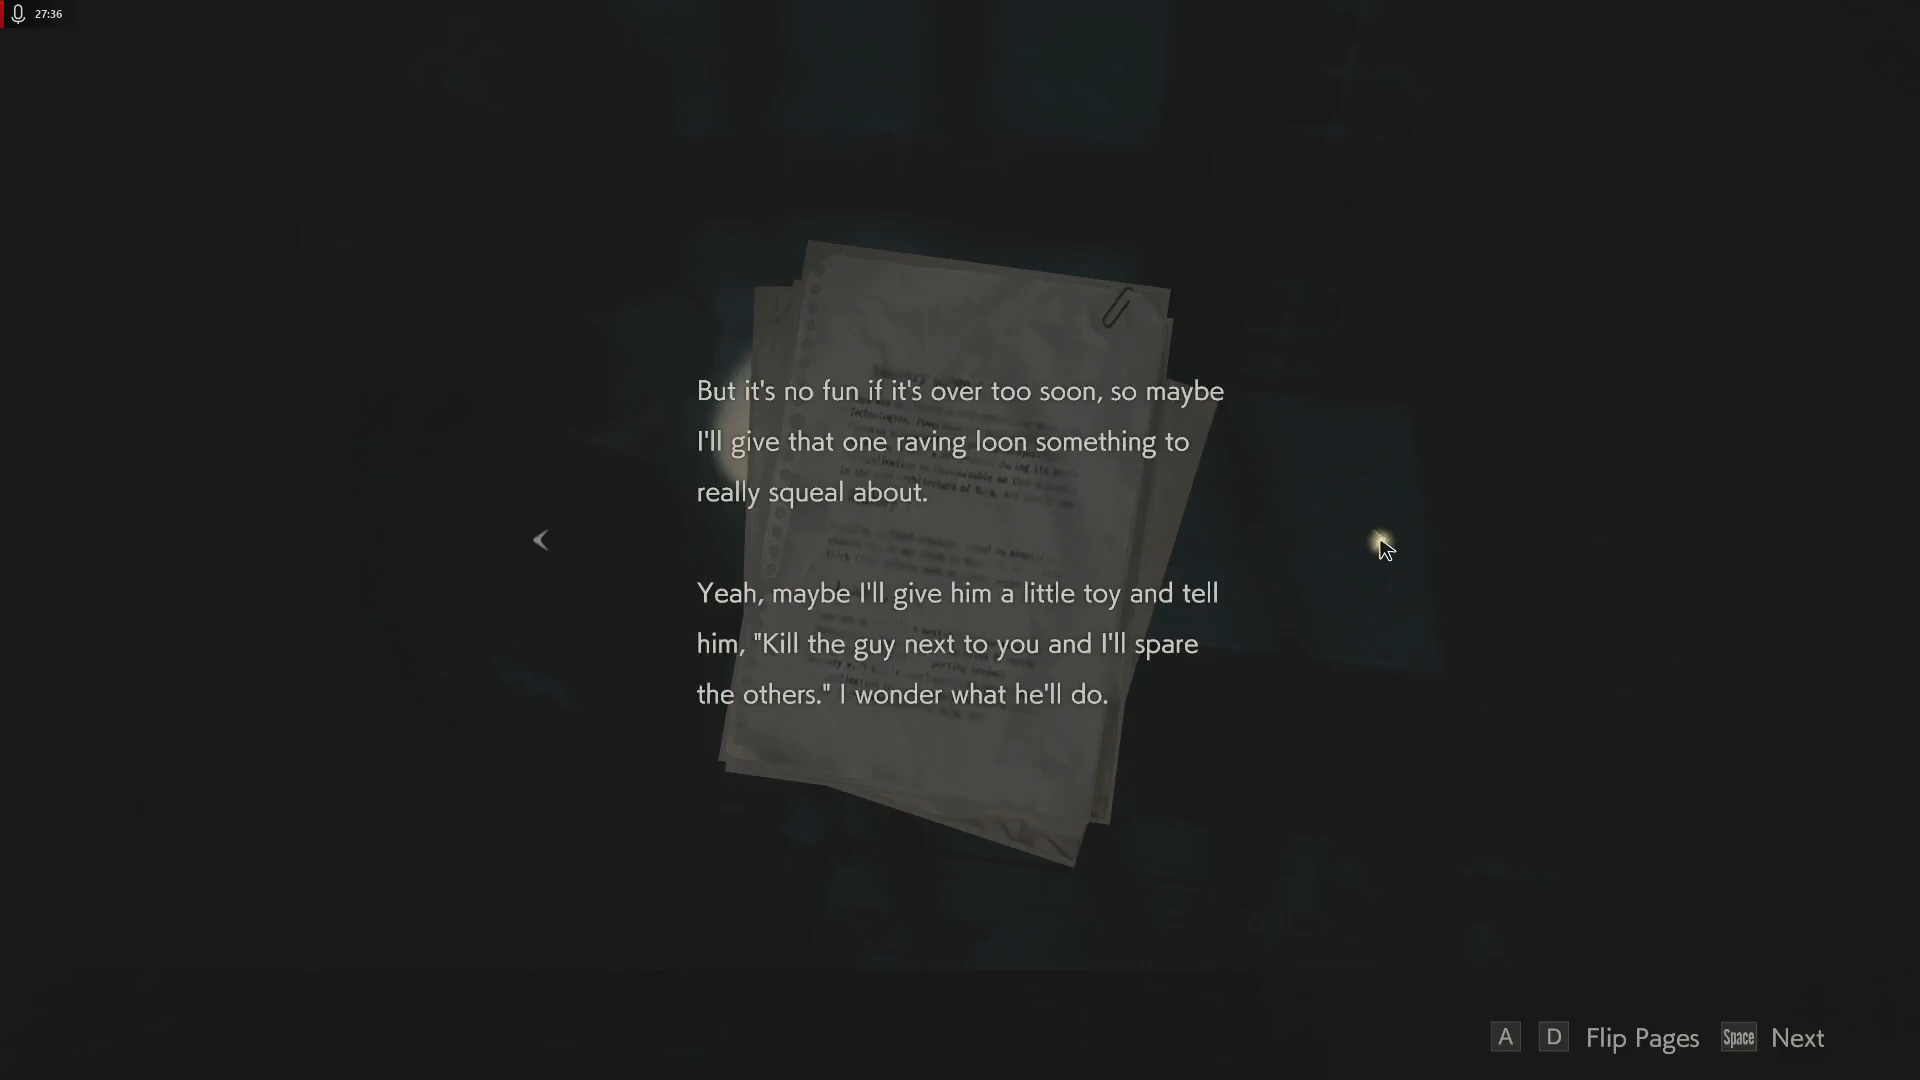 27:36
But it's no fun if it's over too soon, so maybe
I'll give that one raving loon something to
really squeal about.
Yeah, maybe I'll give him a little toy and tell
him, "Kill the guy next to you and I'll spare
the others." I wonder what he'll do.
A D Flip Pages Space Next